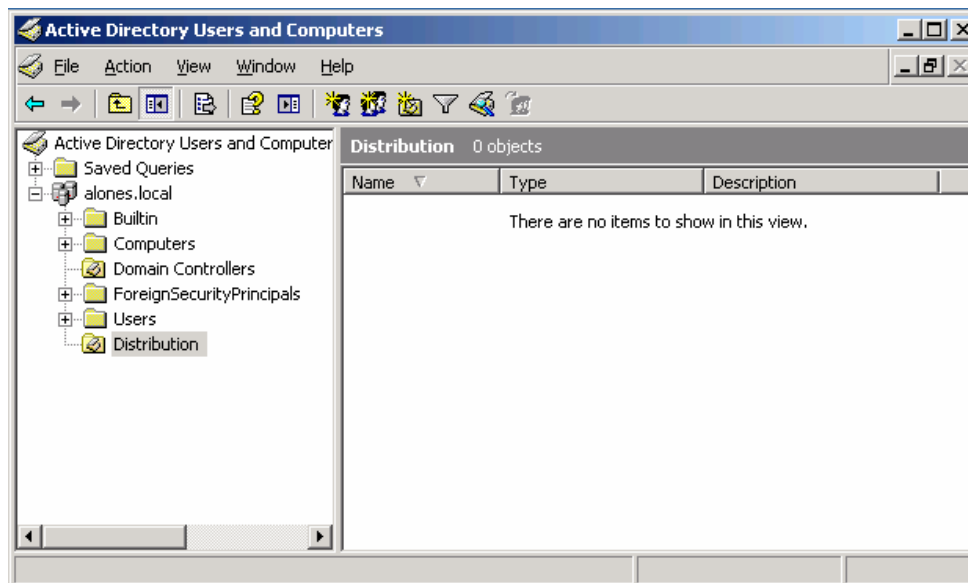 Active Directory Users and Computers
File Action View Window Help
Active Directory Users and Computer
Saved Queries
alones.local
Builtin
Computers
Domain Controllers
ForeignSecurityPrincipals
Users
Distribution
Distribution 0 objects
Name Type Description
There are no items to show in this view.